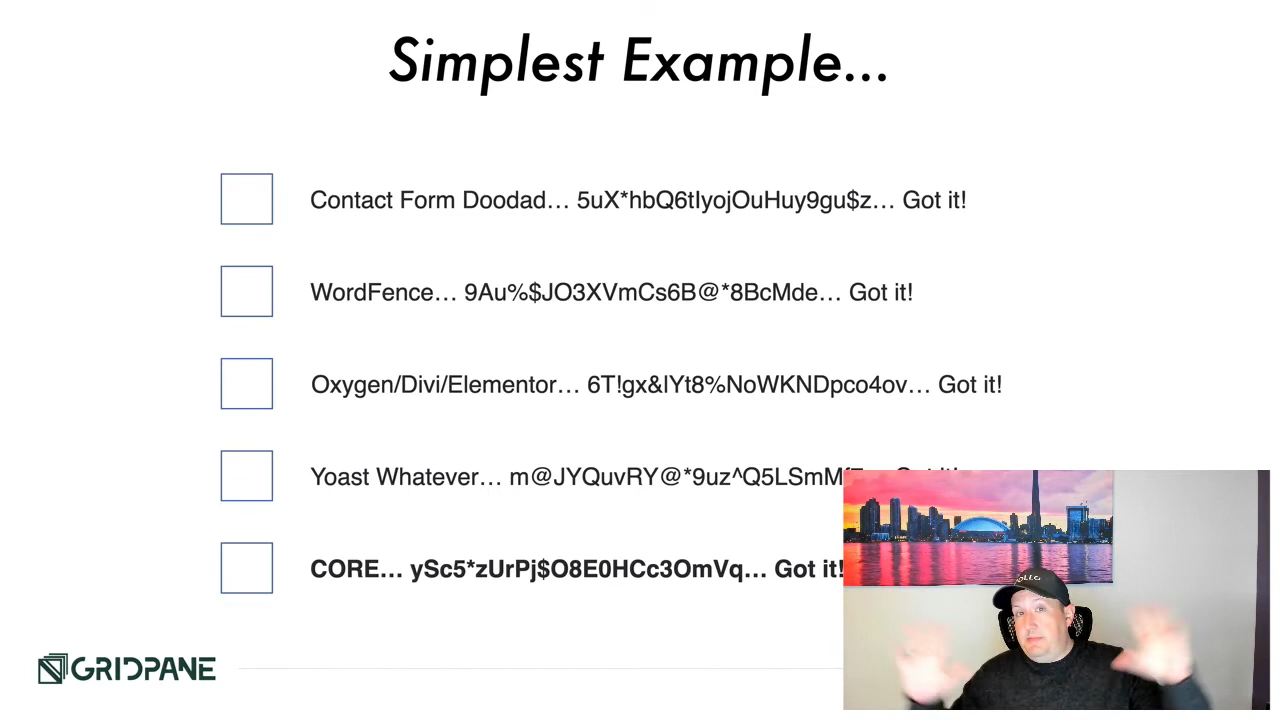 Simplest Example...
Contact Form Doodad... 5uX*hbQ6tIyojOuHuy9gu$z... Got it!
WordFence... 9Au%$JO3XVmCs6B@*8BcMde... Got it!
Oxygen/Divi/Elementor... 6T!gx&lYt8%NoWKNDpco4ov... Got it!
Yoast Whatever... m@JYQuvRY@*9uz^Q5LSmM
CORE... ySc5*zUrPj$O8E0HCc3OmVq... Got it!
GRIDPANE